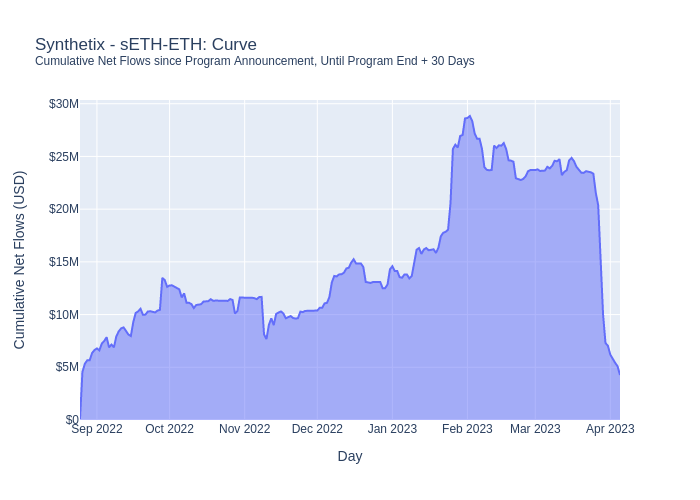 Synthetix - sETH-ETH: Curve
Cumulative Net Flows since Program Announcement, Until Program End + 30 Days
Cumulative Net Flows (USD)
$30M
$25M
$20M
$15M
$10M
$5M
$0
Sep 2022 Oct 2022 Nov 2022 Dec 2022 Jan 2023 Feb 2023 Mar 2023 Apr 2023
Day